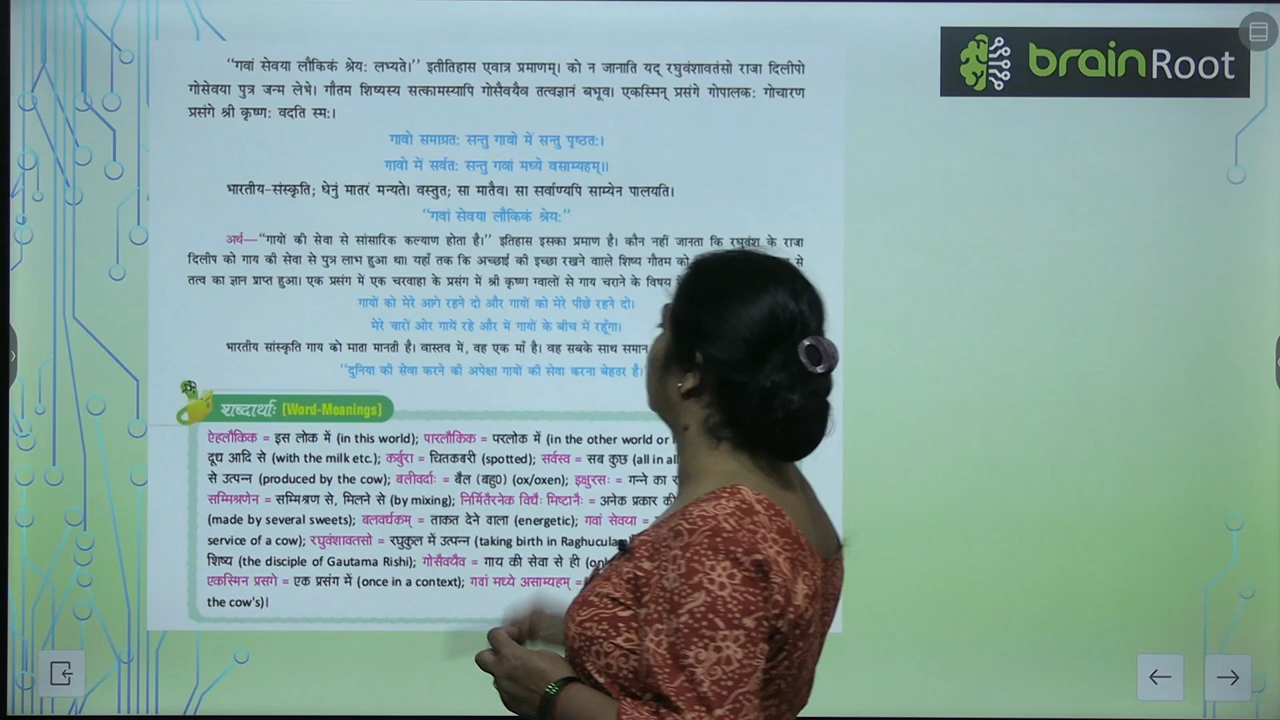 brainRoot
“गवां सेवया लौकिकं श्रेय: लभ्यते।” इतीतिहास एवात्र प्रमाणम्। को न जानाति यद् रघुवंशावतंसो राजा दिलीपो
गोसेवया पुत्र जन्म लेभे। गौतम शिष्यस्य सत्कामस्यापि गोसैवयैव तत्वज्ञानं बभूव। एकस्मिन् प्रसंगे गोपालक: गोचारण
प्रसंगे श्री कृष्ण: वदति स्म:।
गावो समाग्रत: सन्तु गावो में सन्तु पृष्ठत:।
गावो में सर्वत: सन्तु गवां मध्ये वसाम्यहम्॥
भारतीय-संस्कृति; धेनुं मातरं मन्यते। वस्तुत; सा मातैव। सा सर्वाण्यपि साम्येन पालयति।
“गवां सेवया लौकिकं श्रेय:”
अर्थ—“गायों की सेवा से सांसारिक कल्याण होता है।” इतिहास इसका प्रमाण है। कौन नहीं जानता कि रघुवंश के राजा
दिलीप को गाय की सेवा से पुत्र लाभ हुआ था। यहाँ तक कि अच्छाई की इच्छा रखने वाले शिष्य गौतम को से
तत्व का ज्ञान प्राप्त हुआ। एक प्रसंग में एक चरवाहा के प्रसंग में श्री कृष्ण ग्वालों से गाय चराने के विषय
गायों को मेरे आगे रहने दो और गायों को मेरे पीछे रहने दो।
मेरे चारों ओर गायें रहे और में गायों के बीच में रहूँगा।
भारतीय सांस्कृति गाय को माता मानती है। वास्तव में, वह एक माँ है। वह सबके साथ समान
“दुनिया की सेवा करने की अपेक्षा गायों की सेवा करना बेहतर है।
शब्दार्थाः [Word-Meanings]
ऐहलौकिक = इस लोक में (in this world); पारलौकिक = परलोक में (in the other world or
दूध आदि से (with the milk etc.); कर्बुरा = चितकबरी (spotted); सर्वस्व = सब कुछ (all in all
से उत्पन्न (produced by the cow); बलीवर्दाः = बैल (बहु0) (ox/oxen); इक्षुरसः = गन्ने का
सम्मिश्रणेन = सम्मिश्रण से, मिलने से (by mixing); निर्मितैरनेक विधैः मिष्टानैः = अनेक प्रकार की
(made by several sweets); बलवर्धकम् = ताकत देने वाला (energetic); गवां सेवया =
service of a cow); रघुवंशावतसो = रघुकुल में उत्पन्न (taking birth in Raghucula
शिष्य (the disciple of Gautama Rishi); गोसैवयैव = गाय की सेवा से ही
एकस्मिन प्रसगे = एक प्रसंग में (once in a context); गवां मध्ये असाम्यहम् =
the cow's)।